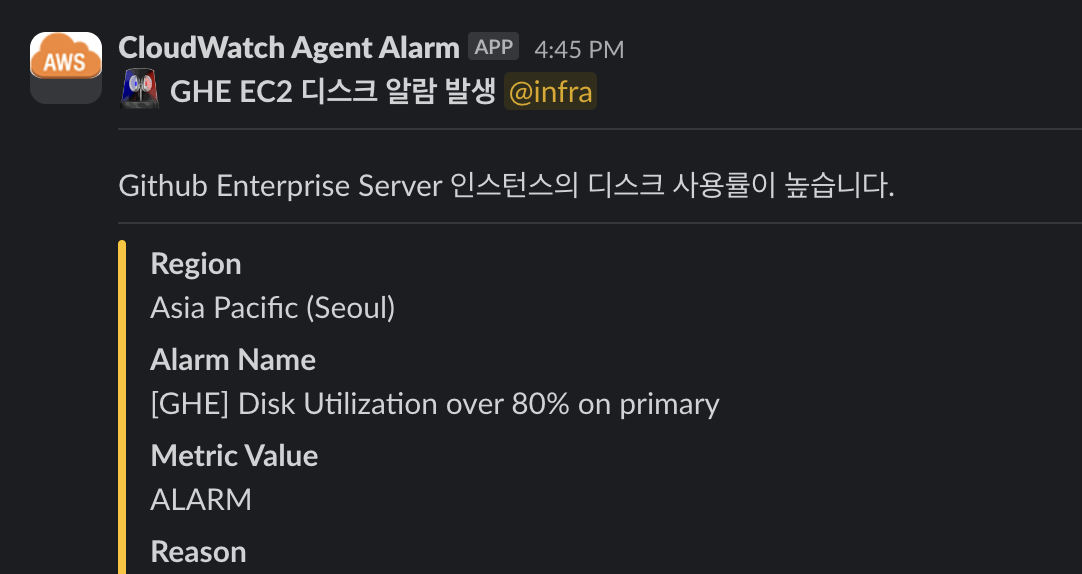 AWS
CloudWatch Agent Alarm APP 4:45 PM
GHE EC2 디스크 알람 발생 @infra
Github Enterprise Server 인스턴스의 디스크 사용률이 높습니다.
Region
Asia Pacific (Seoul)
Alarm Name
[GHE] Disk Utilization over 80% on primary
Metric Value
ALARM
Reason